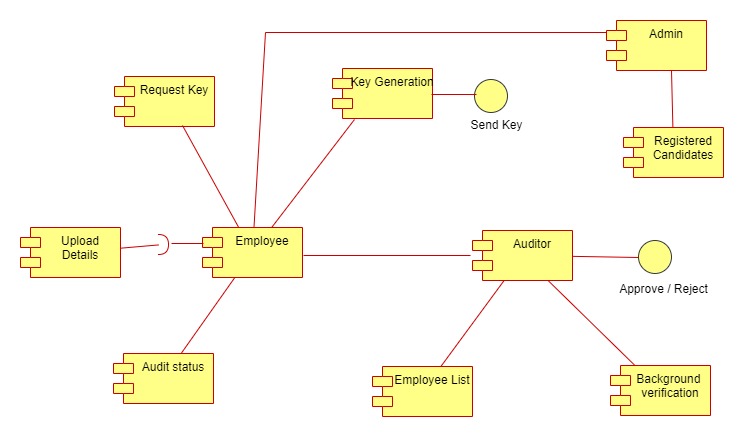 Admin
Key Generation
Request Key
Send Key
Registered
Candidates
Upload
Details
Employee
Auditor
Approve / Reject
Audit status
Employee List
Background
verification